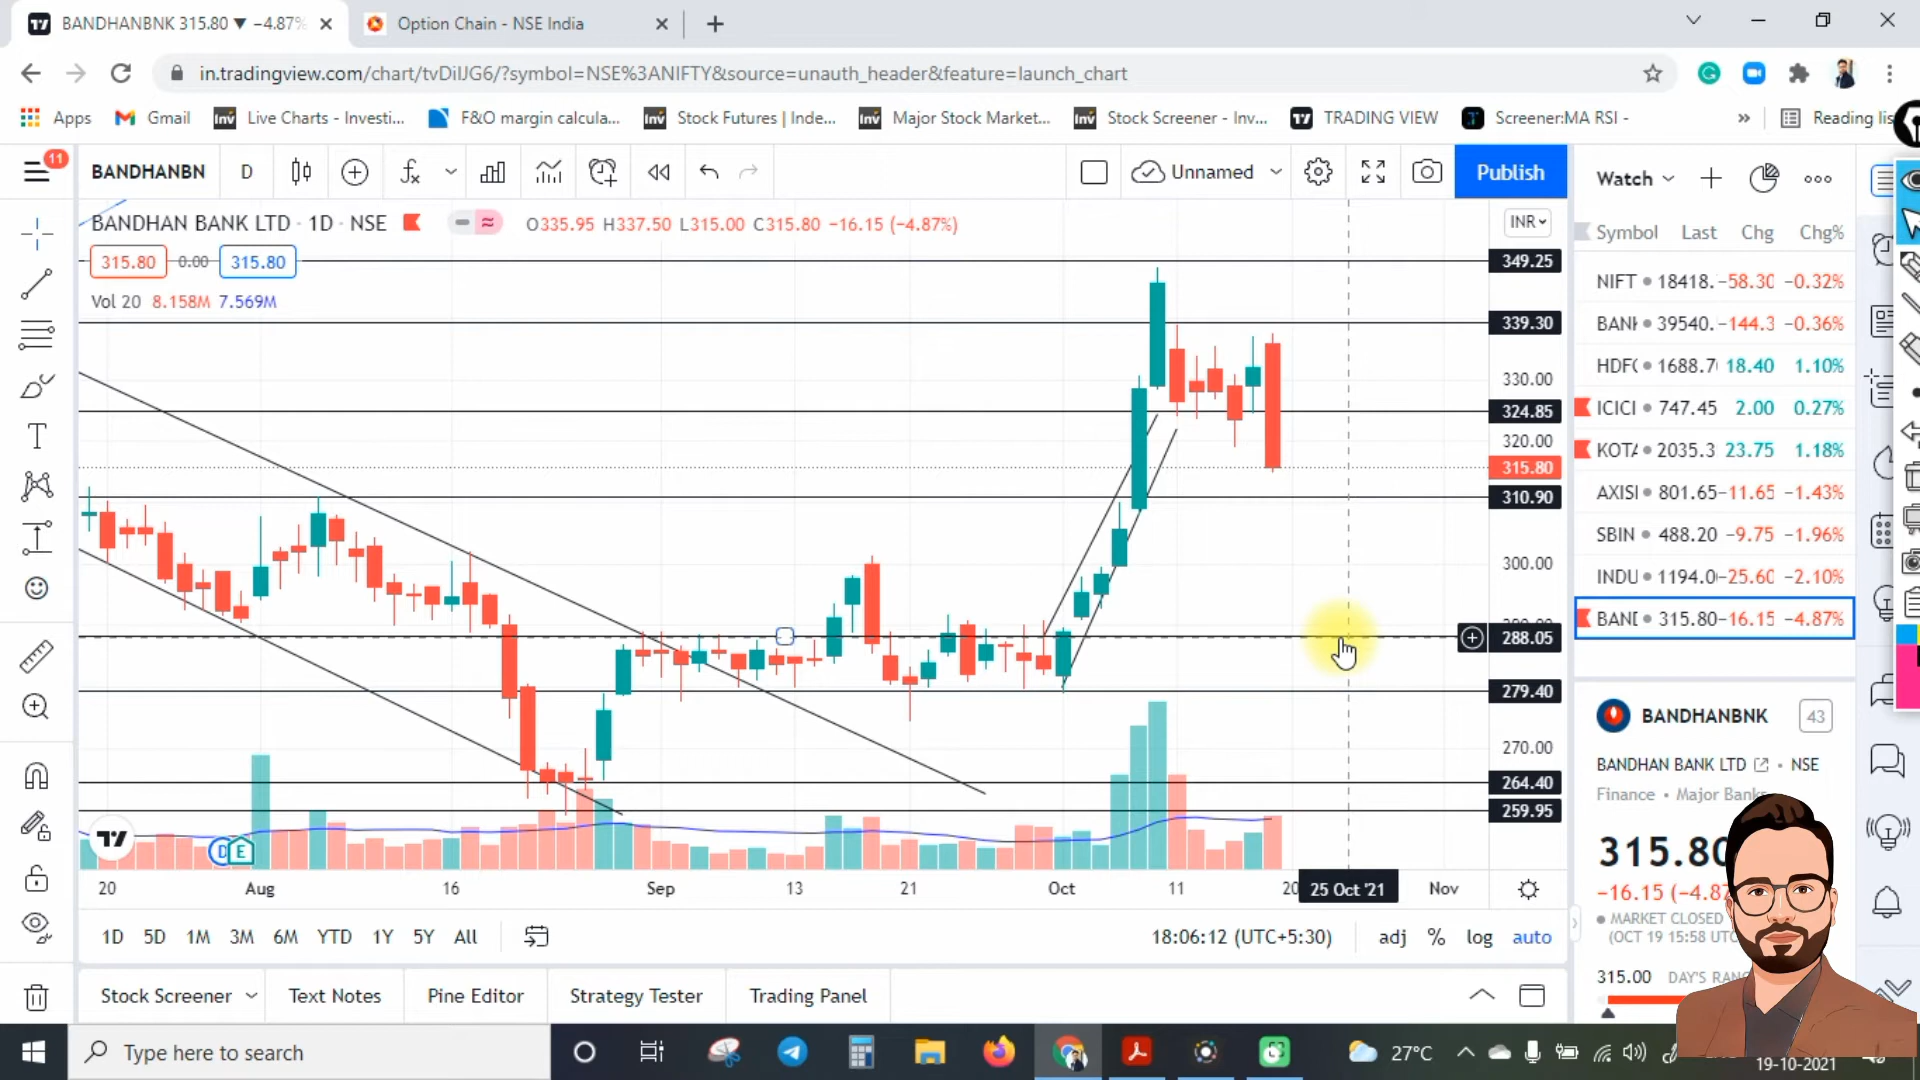 BANDHANBNK 315.80 ▼ −4.87%
Option Chain - NSE India
in.tradingview.com/chart/tvDiIJG6/?symbol=NSE%3ANIFTY&source=unauth_header&feature=launch_chart
Apps
Gmail
Live Charts - Investi...
F&O margin calcula...
Stock Futures | Inde...
Major Stock Market...
Stock Screener - Inv...
TRADING VIEW
Screener:MA RSI -
»
Reading lis
11
BANDHANBN
D
Unnamed
Publish
Watch
BANDHAN BANK LTD · 1D · NSE
O335.95 H337.50 L315.00 C315.80 −16.15 (−4.87%)
INR
315.80 0.00 315.80
Vol 20 8.158M 7.569M
349.25
339.30
330.00
324.85
320.00
315.80
310.90
300.00
288.05
279.40
270.00
264.40
259.95
D E
20 Aug 16 Sep 13 21 Oct 11 20 25 Oct '21 Nov
1D 5D 1M 3M 6M YTD 1Y 5Y All
18:06:12 (UTC+5:30)
adj % log auto
Stock Screener
Text Notes
Pine Editor
Strategy Tester
Trading Panel
Symbol Last Chg Chg%
NIFT 18418. −58.30 −0.32%
BANK 39540. −144.3 −0.36%
HDFC 1688.7 18.40 1.10%
ICICI 747.45 2.00 0.27%
KOTA 2035.3 23.75 1.18%
AXISI 801.65 −11.65 −1.43%
SBIN 488.20 −9.75 −1.96%
INDU 1194.0 −25.60 −2.10%
BAND 315.80 −16.15 −4.87%
BANDHANBNK
43
BANDHAN BANK LTD · NSE
Finance · Major Banks
315.80
−16.15 (−4.87
MARKET CLOSED
(OCT 19 15:58 UTC
315.00 DAY'S RAN
Type here to search
27°C
19-10-2021